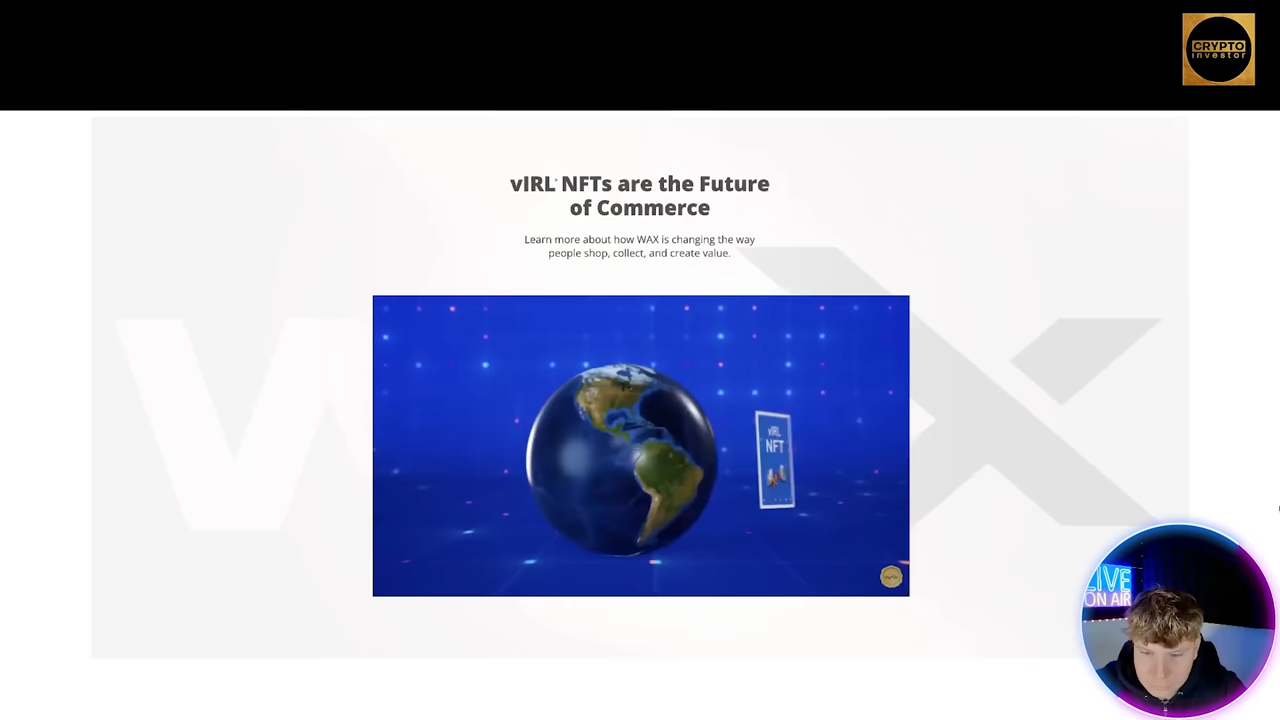 CRYPTO
investor
vIRL NFTs are the Future
of Commerce
Learn more about how WAX is changing the way
people shop, collect, and create value.
WAX
vIRL
NFT
LIVE
ON AIR